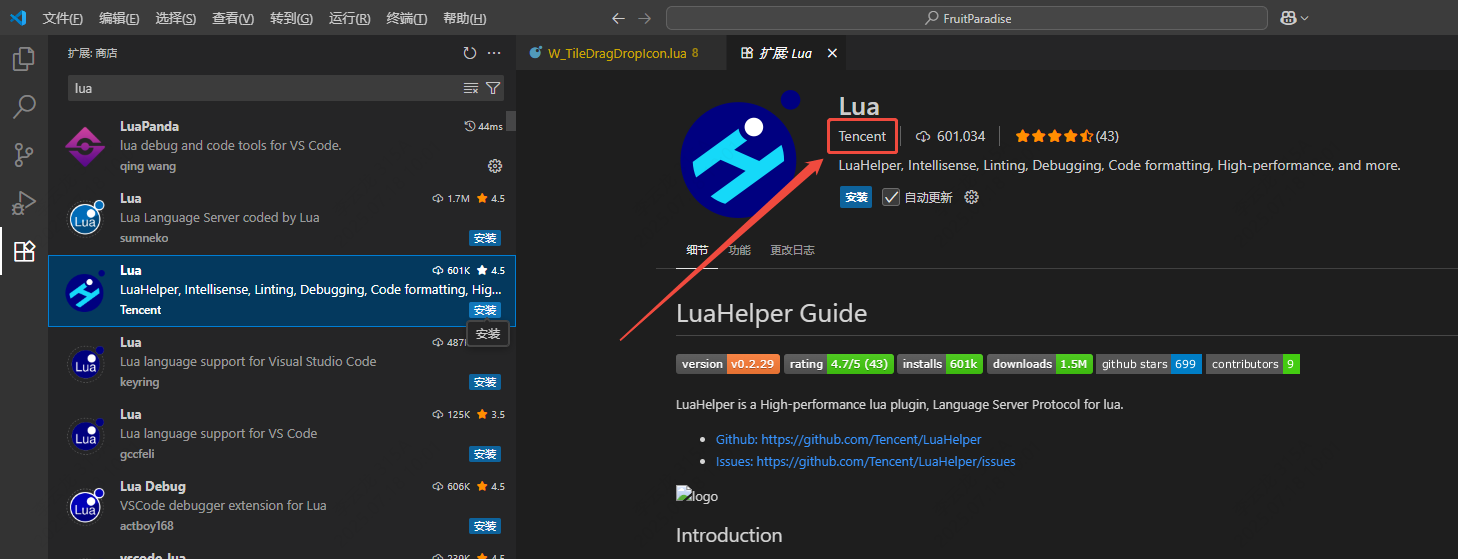 文件(F) 编辑(E) 选择(S) 查看(V) 转到(G) 运行(R) 终端(T) 帮助(H) FruitParadise
扩展: 商店
lua
LuaPanda 44ms
lua debug and code tools for VS Code.
qing wang
Lua 1.7M 4.5
Lua Language Server coded by Lua
sumneko 安装
Lua 601K 4.5
LuaHelper, Intellisense, Linting, Debugging, Code formatting, Hig...
Tencent 安装
安装
Lua 487
Lua language support for Visual Studio Code
keyring 安装
Lua 125K 3.5
Lua language support for VS Code
gccfeli 安装
Lua Debug 606K 4.5
VSCode debugger extension for Lua
actboy168 安装
vscode-lua 239K 4.5
W_TileDragDropIcon.lua 8 扩展: Lua
Lua
Tencent 601,034 (43)
LuaHelper, Intellisense, Linting, Debugging, Code formatting, High-performance, and more.
安装 自动更新
细节 功能 更改日志
LuaHelper Guide
version v0.2.29 rating 4.7/5 (43) installs 601k downloads 1.5M github stars 699 contributors 9
LuaHelper is a High-performance lua plugin, Language Server Protocol for lua.
Github: https://github.com/Tencent/LuaHelper
Issues: https://github.com/Tencent/LuaHelper/issues
logo
Introduction